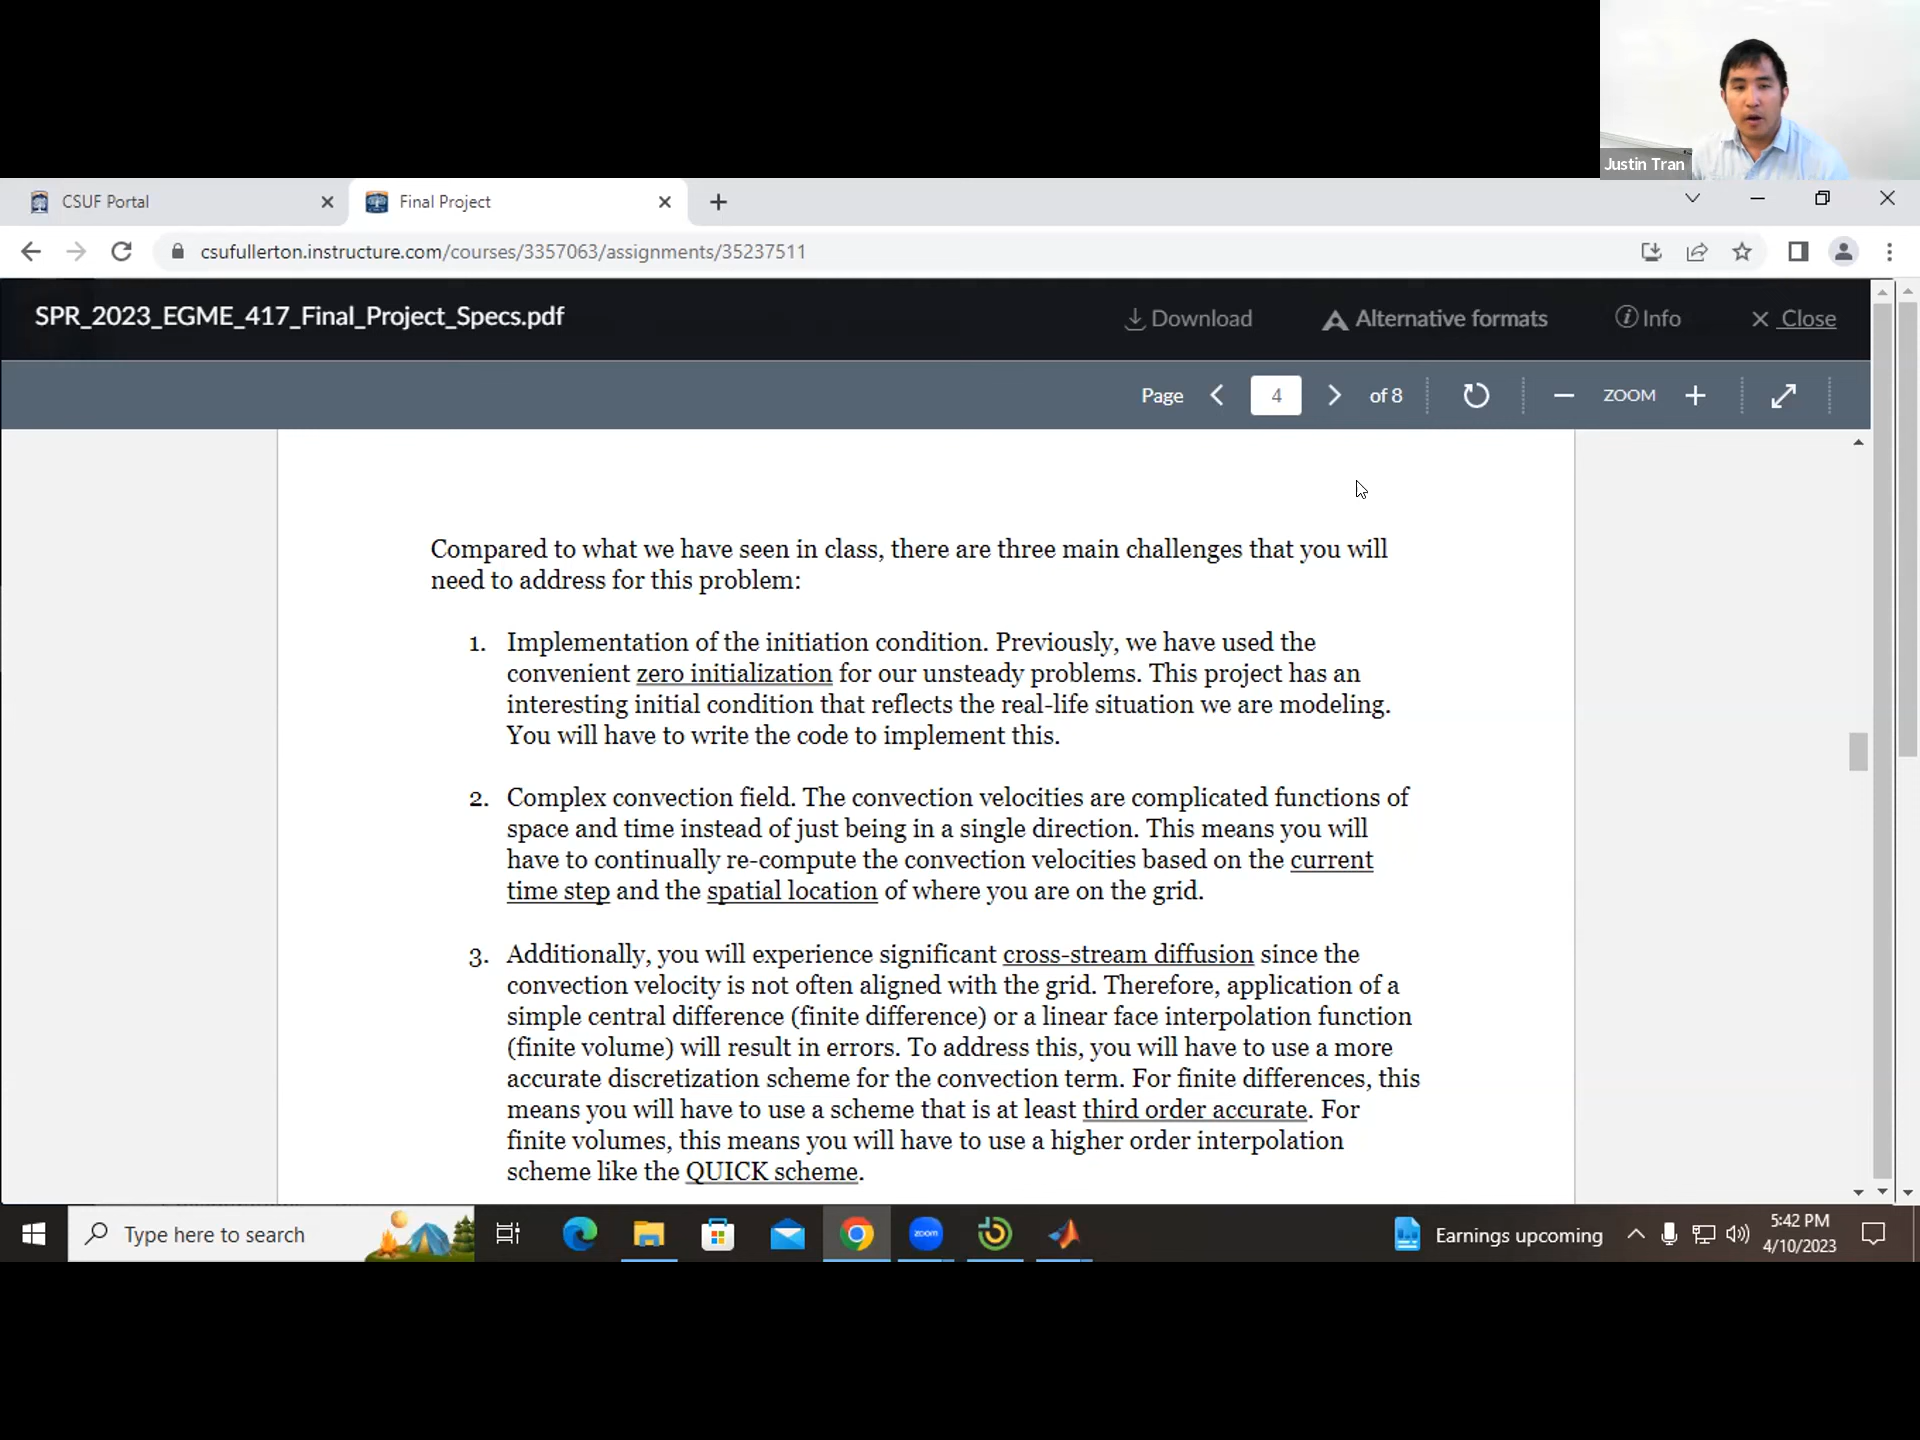 Justin Tran
CSUF Portal
Final Project
csufullerton.instructure.com/courses/3357063/assignments/35237511
SPR_2023_EGME_417_Final_Project_Specs.pdf
Download
Alternative formats
Info
Close
Page
4
of 8
ZOOM
Compared to what we have seen in class, there are three main challenges that you will
need to address for this problem:
1. Implementation of the initiation condition. Previously, we have used the
convenient zero initialization for our unsteady problems. This project has an
interesting initial condition that reflects the real-life situation we are modeling.
You will have to write the code to implement this.
2. Complex convection field. The convection velocities are complicated functions of
space and time instead of just being in a single direction. This means you will
have to continually re-compute the convection velocities based on the current
time step and the spatial location of where you are on the grid.
3. Additionally, you will experience significant cross-stream diffusion since the
convection velocity is not often aligned with the grid. Therefore, application of a
simple central difference (finite difference) or a linear face interpolation function
(finite volume) will result in errors. To address this, you will have to use a more
accurate discretization scheme for the convection term. For finite differences, this
means you will have to use a scheme that is at least third order accurate. For
finite volumes, this means you will have to use a higher order interpolation
scheme like the QUICK scheme.
Type here to search
zoom
Earnings upcoming
5:42 PM
4/10/2023